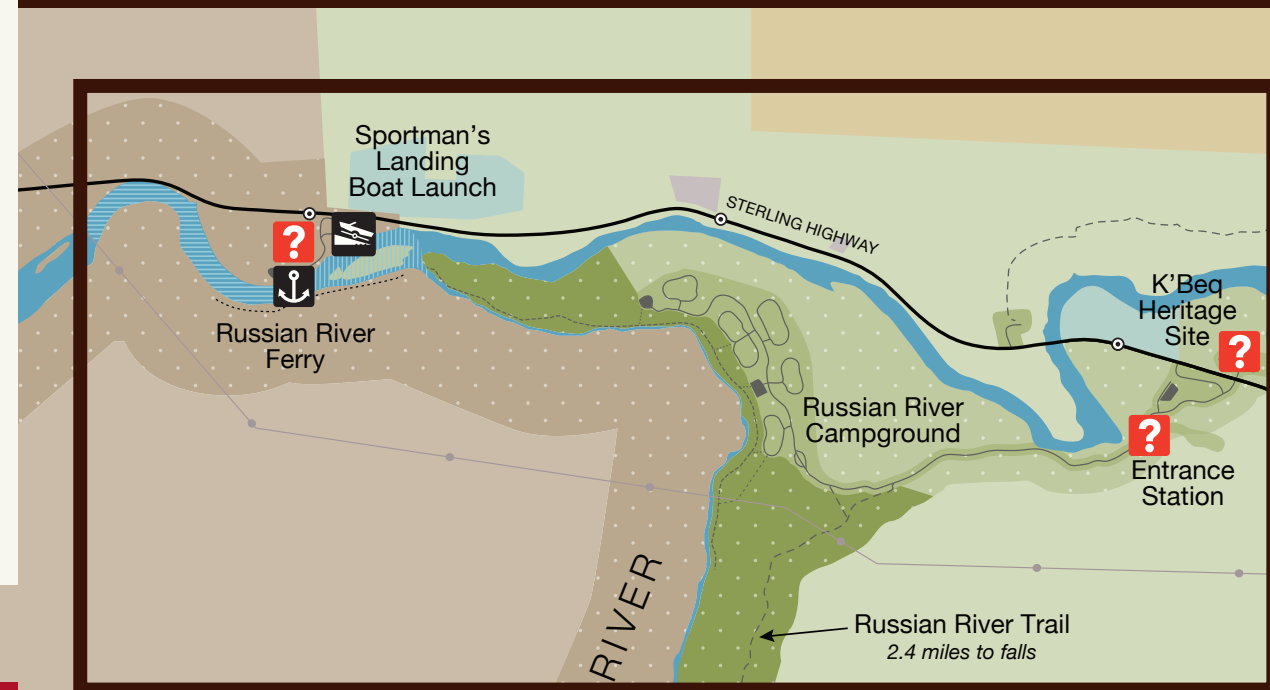 Sportman's
Landing
Boat Launch
STERLING HIGHWAY
?
K'Beq
Heritage
Site
?
Russian River
Ferry
Russian River
Campground
?
Entrance
Station
RIVER
Russian River Trail
2.4 miles to falls